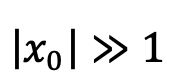 |x₀| ≫ 1